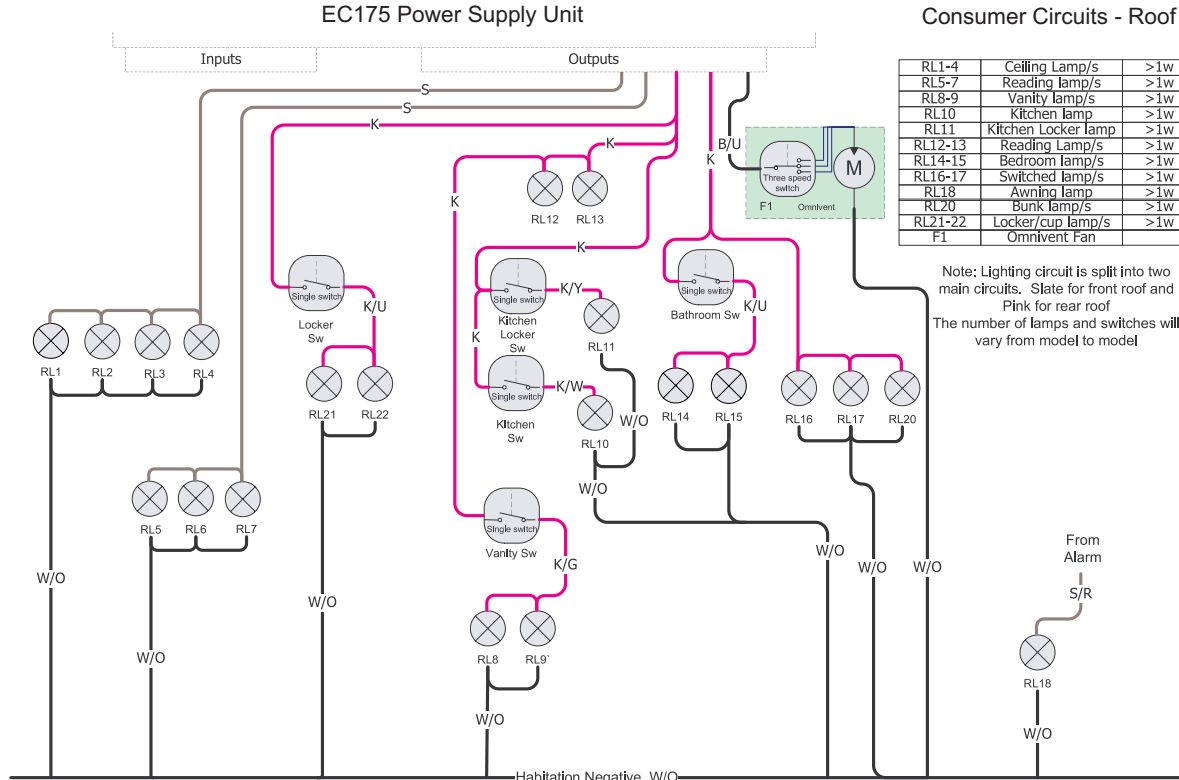 EC175 Power Supply Unit
Consumer Circuits - Roof
Inputs
Outputs
RL1-4 Ceiling Lamp/s >1w
RL5-7 Reading lamp/s >1w
RL8-9 Vanity lamp/s >1w
RL10 Kitchen lamp >1w
RL11 Kitchen Locker lamp >1w
RL12-13 Reading Lamp/s >1w
RL14-15 Bedroom lamp/s >1w
RL16-17 Switched lamp/s >1w
RL18 Awning lamp >1w
RL20 Bunk lamp/s >1w
RL21-22 Locker/cup lamp/s >1w
F1 Omnivent Fan
Note: Lighting circuit is split into two
main circuits. Slate for front roof and
Pink for rear roof
The number of lamps and switches will
vary from model to model
S
S
K
K
B/U
K
Three speed
switch
M
F1
Omnivent
K
RL12
RL13
K
Single switch
Locker
Sw
K/U
Single switch
Kitchen
Locker
Sw
K/Y
RL11
Single switch
Bathroom Sw
K/U
K
RL1
RL2
RL3
RL4
RL21
RL22
Single switch
Kitchen
Sw
K/W
RL10
W/O
RL14
RL15
RL16
RL17
RL20
W/O
RL5
RL6
RL7
Single switch
Vanity Sw
K/G
W/O
W/O
W/O
W/O
W/O
From
Alarm
S/R
W/O
RL8
RL9`
W/O
RL18
W/O
W/O
Habitation Negative W/O